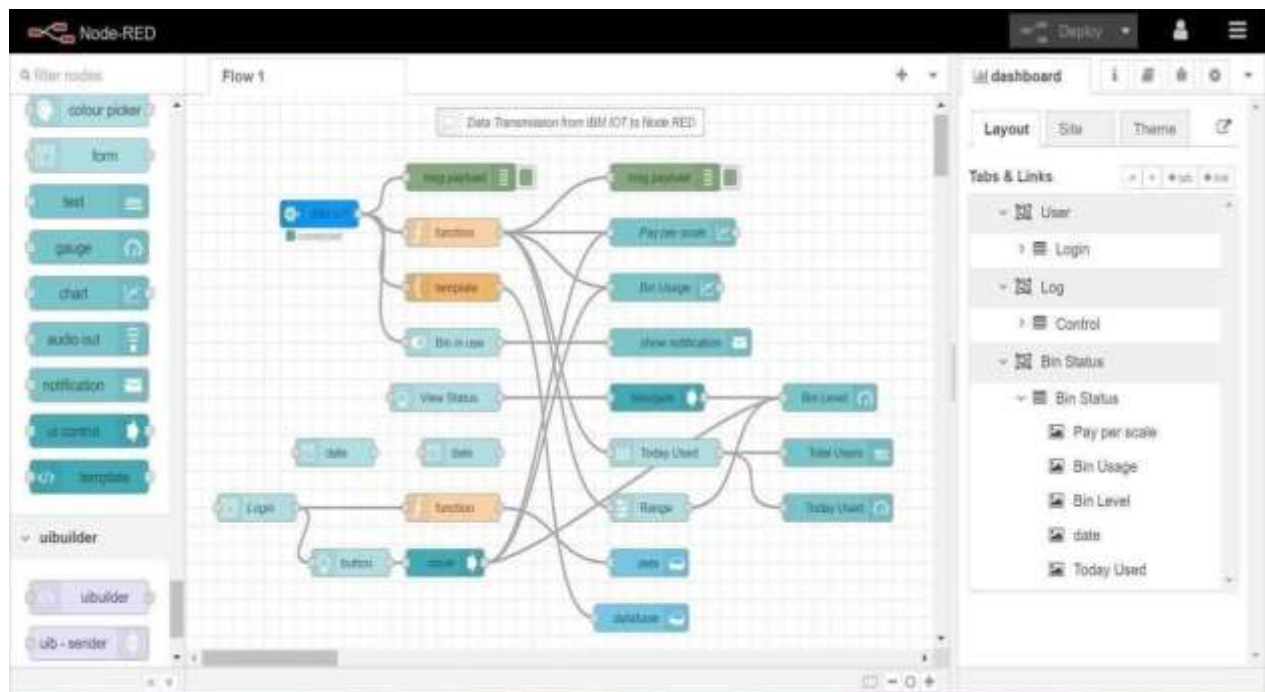 Node-RED
Deploy
filter nodes
Flow 1
dashboard
i
colour picker
form
text
gauge
chart
audio out
notification
ui control
template
uibuilder
uibuilder
uib - sender
Data Transmission from IBM IOT to Node RED
msg.payload
msg.payload
connected
function
Pay per scale
template
Bin Usage
Bin in use
show notification
View Status
Navigate
Bin Level
date
date
Today Used
Total Users
Login
function
Range
Today Used
button
data
database
Layout
Site
Theme
Tabs & Links
User
Login
Log
Control
Bin Status
Bin Status
Pay per scale
Bin Usage
Bin Level
date
Today Used